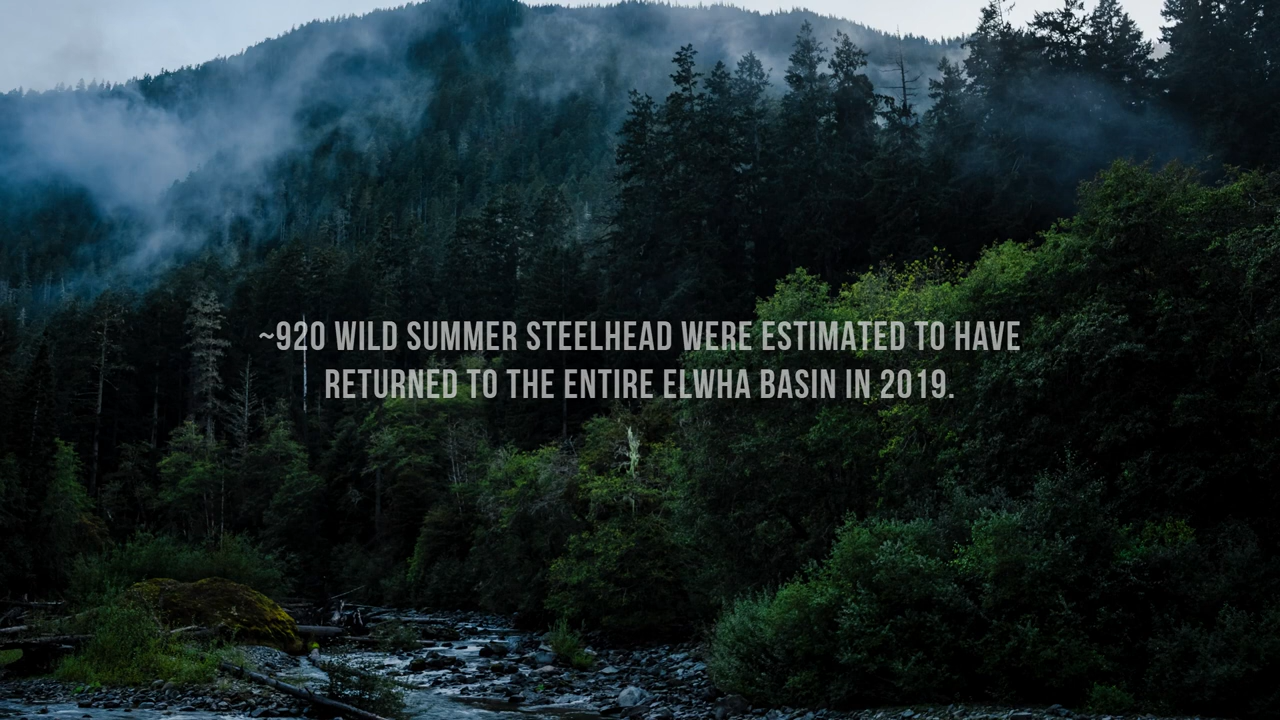 ~920 WILD SUMMER STEELHEAD WERE ESTIMATED TO HAVE
RETURNED TO THE ENTIRE ELWHA BASIN IN 2019.